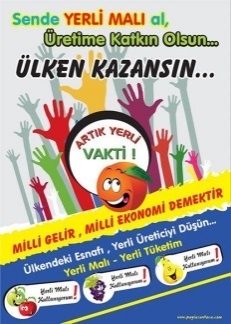 Sende YERLİ MALI al,
Üretime Katkın Olsun...
ÜLKEN KAZANSIN...
ARTIK YERLİ
VAKTİ !
MİLLİ GELİR , MİLLİ EKONOMİ DEMEKTİR
Ülkendeki Esnafı , Yerli Üreticiyi Düşün...
Yerli Malı - Yerli Tüketim
Yerli Malı
Kullanıyorum !
Yerli Malı
Kullanıyorum !
Yerli Malı
Kullanıyorum !